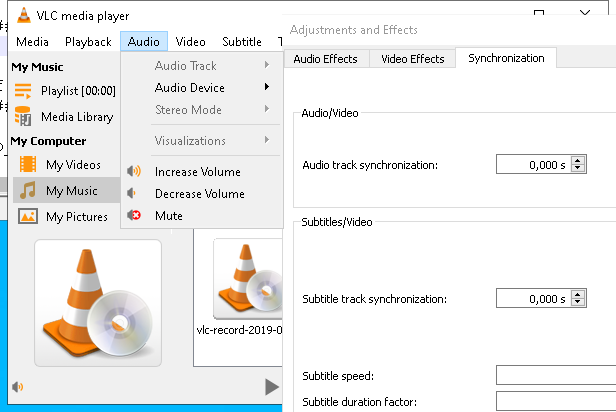 VLC media player
Media Playback Audio Video Subtitle
My Music
Playlist [00:00]
Media Library
My Computer
My Videos
My Music
My Pictures
Audio Track
Audio Device
Stereo Mode
Visualizations
Increase Volume
Decrease Volume
Mute
vlc-record-2019-0
Adjustments and Effects
Audio Effects Video Effects Synchronization
Audio/Video
Audio track synchronization: 0,000 s
Subtitles/Video
Subtitle track synchronization: 0,000 s
Subtitle speed:
Subtitle duration factor: